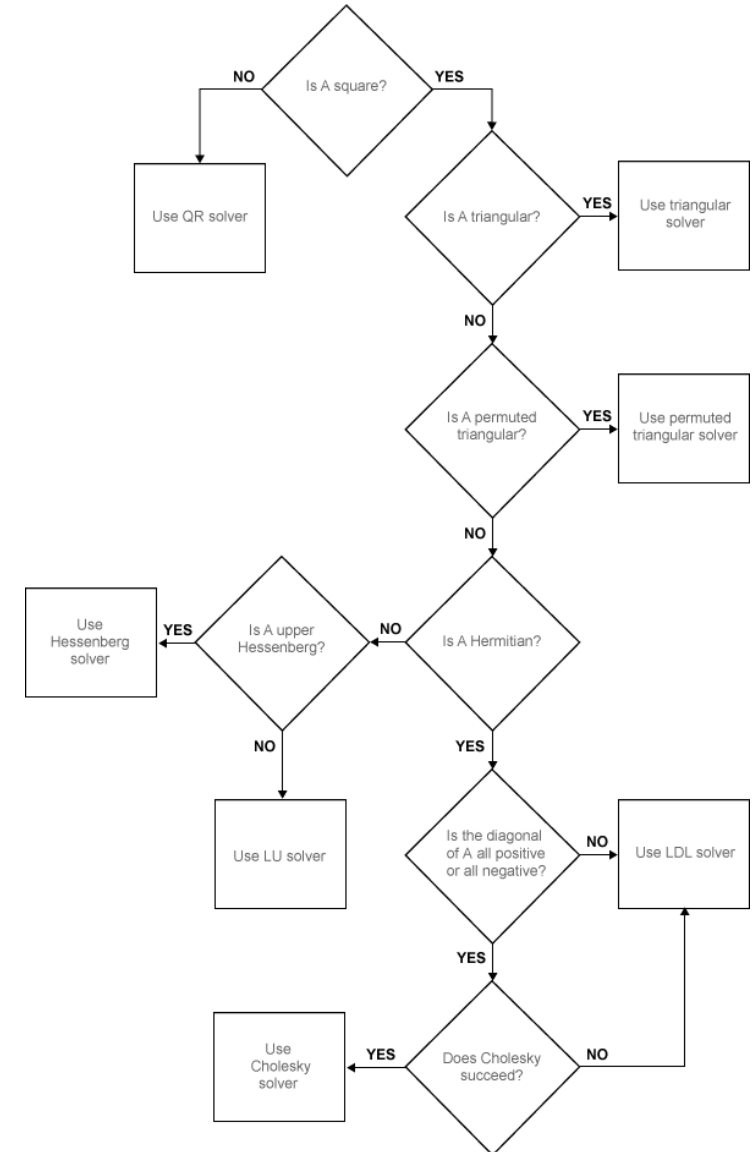 NO
Is A square?
YES
Use QR solver
Is A triangular?
YES
Use triangular
solver
NO
Is A permuted
triangular?
YES
Use permuted
triangular solver
NO
Is A Hermitian?
NO
Is A upper
Hessenberg?
YES
Use
Hessenberg
solver
NO
Use LU solver
YES
Is the diagonal
of A all positive
or all negative?
NO
Use LDL solver
YES
Does Cholesky
succeed?
YES
Use
Cholesky
solver
NO